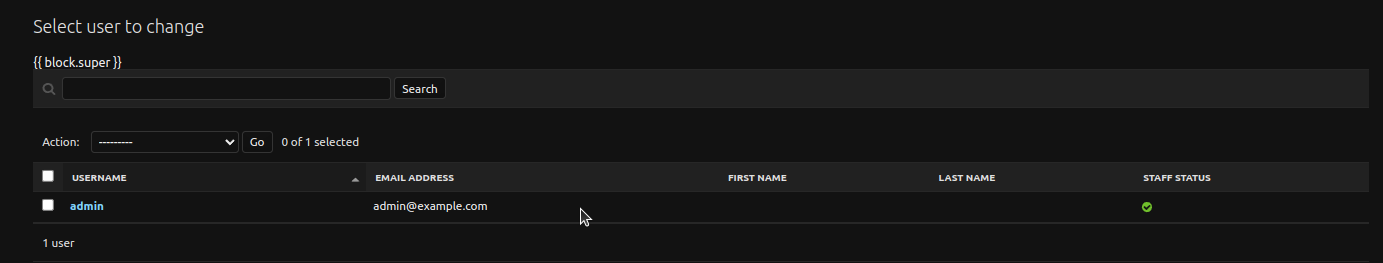 Select user to change
{{ block.super }}
Search
Action: --------- Go 0 of 1 selected
USERNAME EMAIL ADDRESS FIRST NAME LAST NAME STAFF STATUS
admin admin@example.com
1 user